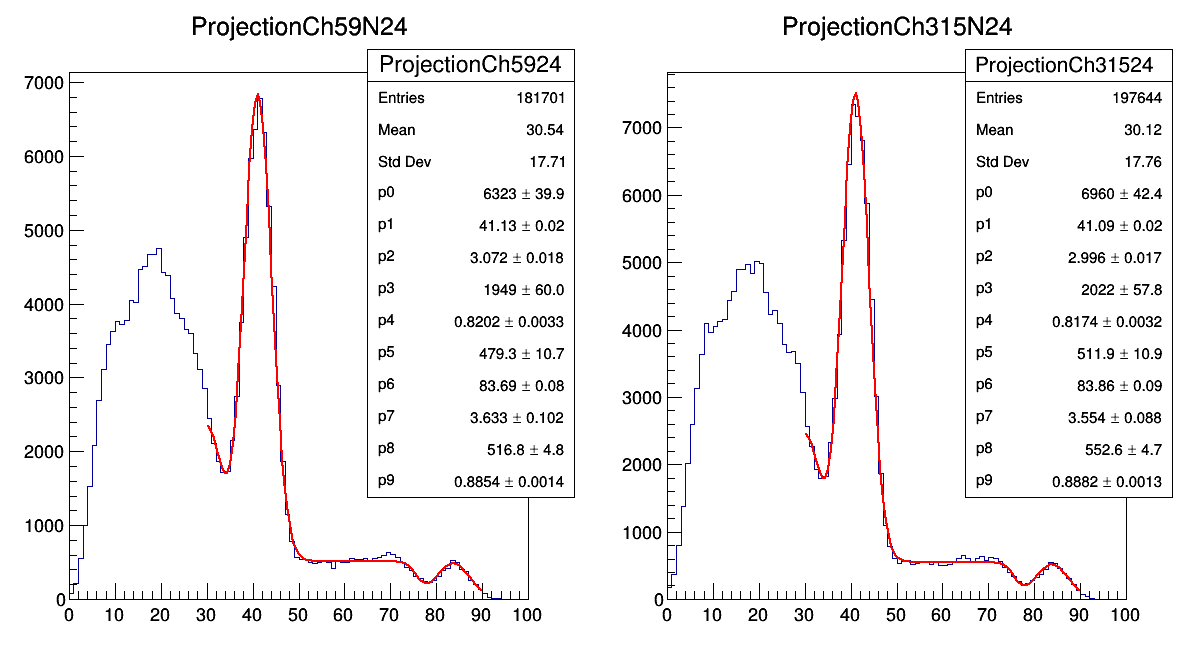 ProjectionCh59N24
ProjectionCh5924
Entries 181701
Mean 30.54
Std Dev 17.71
p0 6323 ± 39.9
p1 41.13 ± 0.02
p2 3.072 ± 0.018
p3 1949 ± 60.0
p4 0.8202 ± 0.0033
p5 479.3 ± 10.7
p6 83.69 ± 0.08
p7 3.633 ± 0.102
p8 516.8 ± 4.8
p9 0.8854 ± 0.0014
7000
6000
5000
4000
3000
2000
1000
0
0 10 20 30 40 50 60 70 80 90 100
ProjectionCh315N24
ProjectionCh31524
Entries 197644
Mean 30.12
Std Dev 17.76
p0 6960 ± 42.4
p1 41.09 ± 0.02
p2 2.996 ± 0.017
p3 2022 ± 57.8
p4 0.8174 ± 0.0032
p5 511.9 ± 10.9
p6 83.86 ± 0.09
p7 3.554 ± 0.088
p8 552.6 ± 4.7
p9 0.8882 ± 0.0013
7000
6000
5000
4000
3000
2000
1000
0
0 10 20 30 40 50 60 70 80 90 100